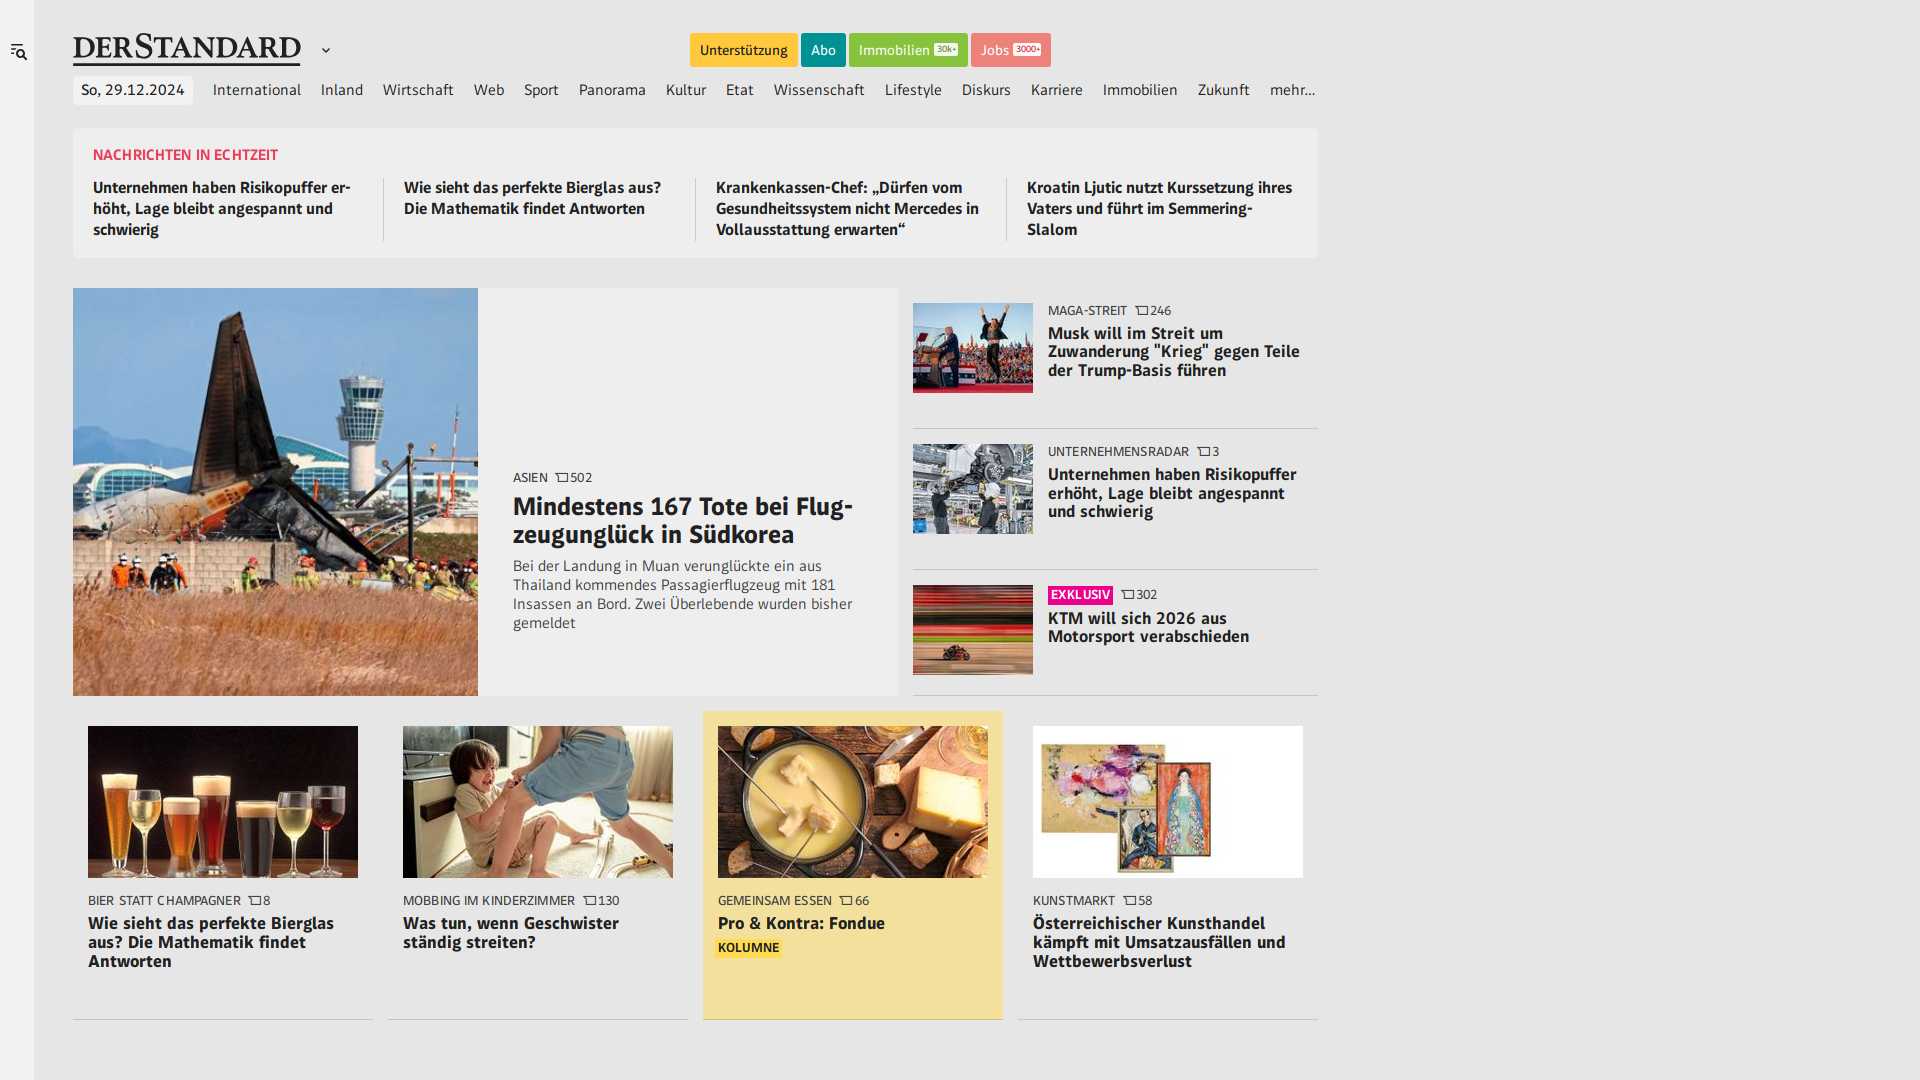 DERSTANDARD
Unterstützung
Abo
Immobilien 30k+
Jobs 3000+
So, 29.12.2024
International
Inland
Wirtschaft
Web
Sport
Panorama
Kultur
Etat
Wissenschaft
Lifestyle
Diskurs
Karriere
Immobilien
Zukunft
mehr...
NACHRICHTEN IN ECHTZEIT
Unternehmen haben Risikopuffer er-
höht, Lage bleibt angespannt und
schwierig
Wie sieht das perfekte Bierglas aus?
Die Mathematik findet Antworten
Krankenkassen-Chef: „Dürfen vom
Gesundheitssystem nicht Mercedes in
Vollausstattung erwarten“
Kroatin Ljutic nutzt Kurssetzung ihres
Vaters und führt im Semmering-
Slalom
ASIEN 502
Mindestens 167 Tote bei Flug-
zeugunglück in Südkorea
Bei der Landung in Muan verunglückte ein aus
Thailand kommendes Passagierflugzeug mit 181
Insassen an Bord. Zwei Überlebende wurden bisher
gemeldet
MAGA-STREIT 246
Musk will im Streit um
Zuwanderung "Krieg" gegen Teile
der Trump-Basis führen
UNTERNEHMENSRADAR 3
Unternehmen haben Risikopuffer
erhöht, Lage bleibt angespannt
und schwierig
EXKLUSIV 302
KTM will sich 2026 aus
Motorsport verabschieden
BIER STATT CHAMPAGNER 8
Wie sieht das perfekte Bierglas
aus? Die Mathematik findet
Antworten
MOBBING IM KINDERZIMMER 130
Was tun, wenn Geschwister
ständig streiten?
GEMEINSAM ESSEN 66
Pro & Kontra: Fondue
KOLUMNE
KUNSTMARKT 58
Österreichischer Kunsthandel
kämpft mit Umsatzausfällen und
Wettbewerbsverlust